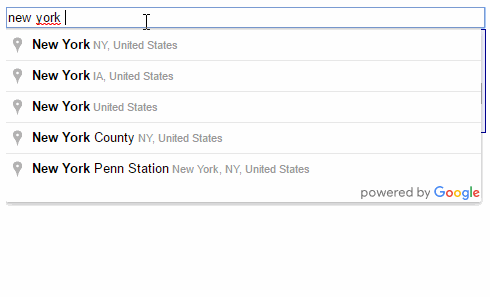 new york
New York NY, United States
New York IA, United States
New York United States
New York County NY, United States
New York Penn Station New York, NY, United States
powered by Google